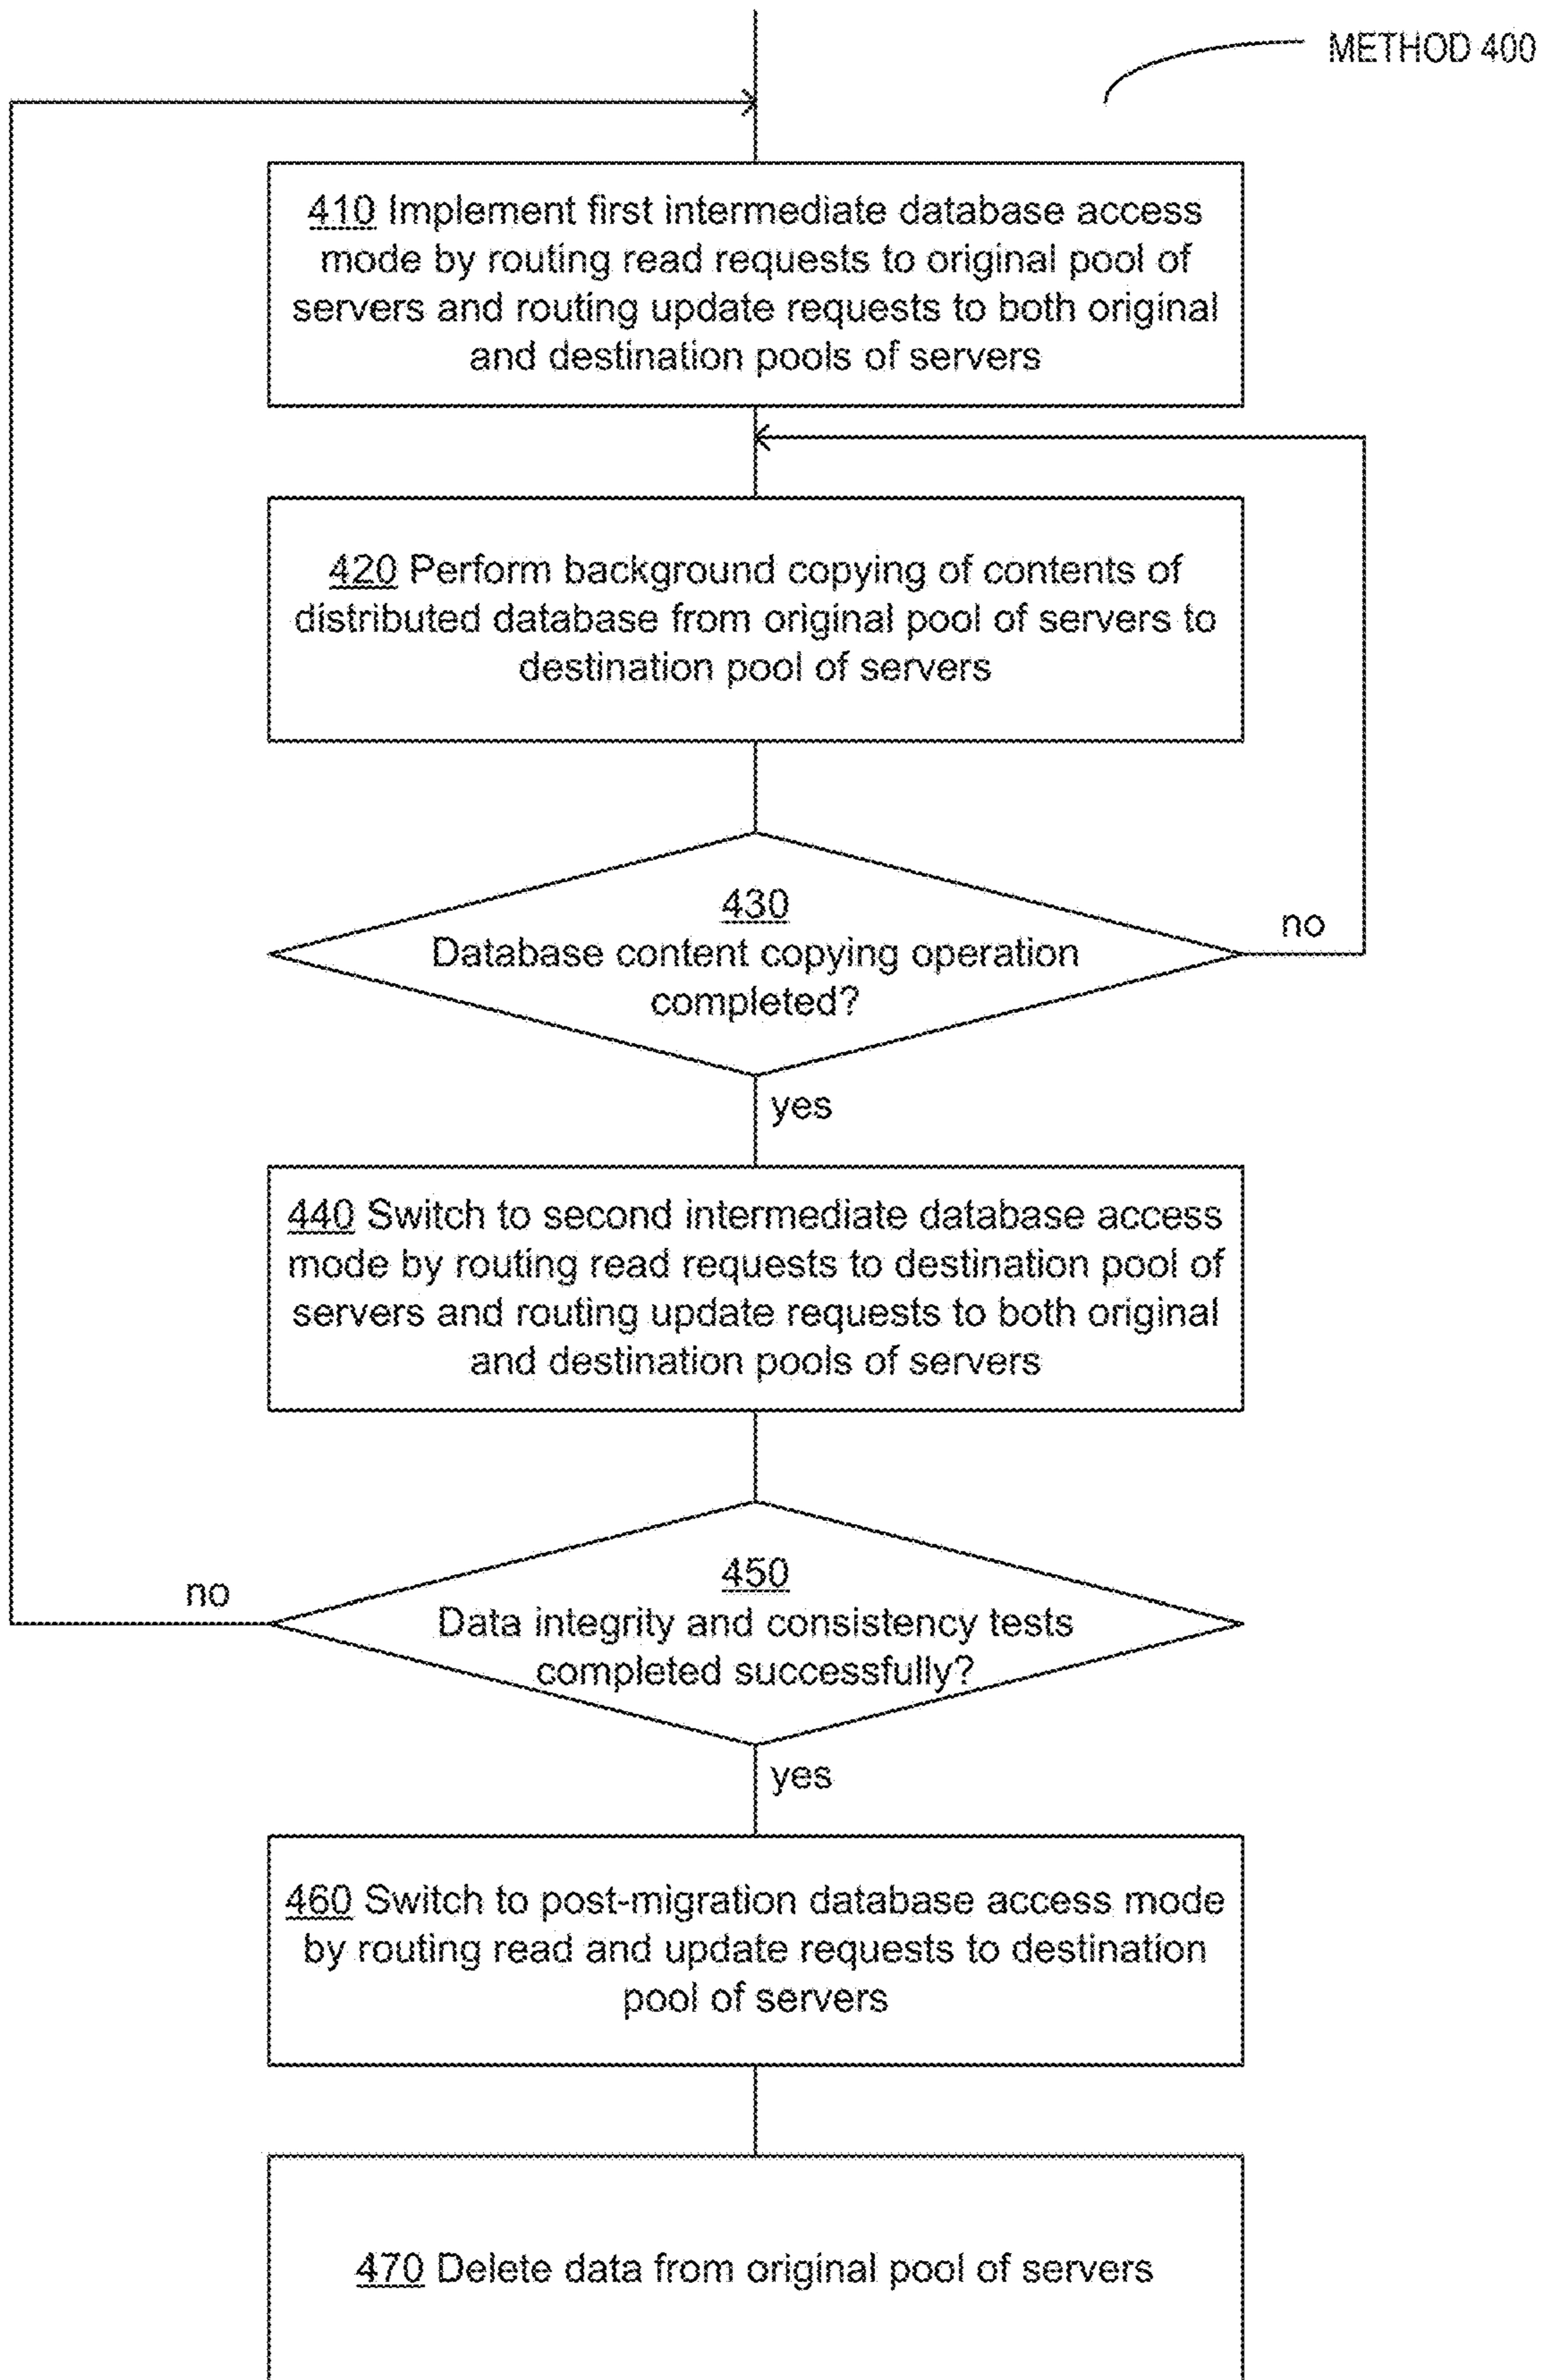 METHOD 400
410 Implement first intermediate database access
mode by routing read requests to original pool of
servers and routing update requests to both original
and destination pools of servers
420 Perform background copying of contents of
distributed database from original pool of servers to
destination pool of servers
430
Database content copying operation
completed?
no
yes
440 Switch to second intermediate database access
mode by routing read requests to destination pool of
servers and routing update requests to both original
and destination pools of servers
450
Data integrity and consistency tests
completed successfully?
no
yes
460 Switch to post-migration database access mode
by routing read and update requests to destination
pool of servers
470 Delete data from original pool of servers